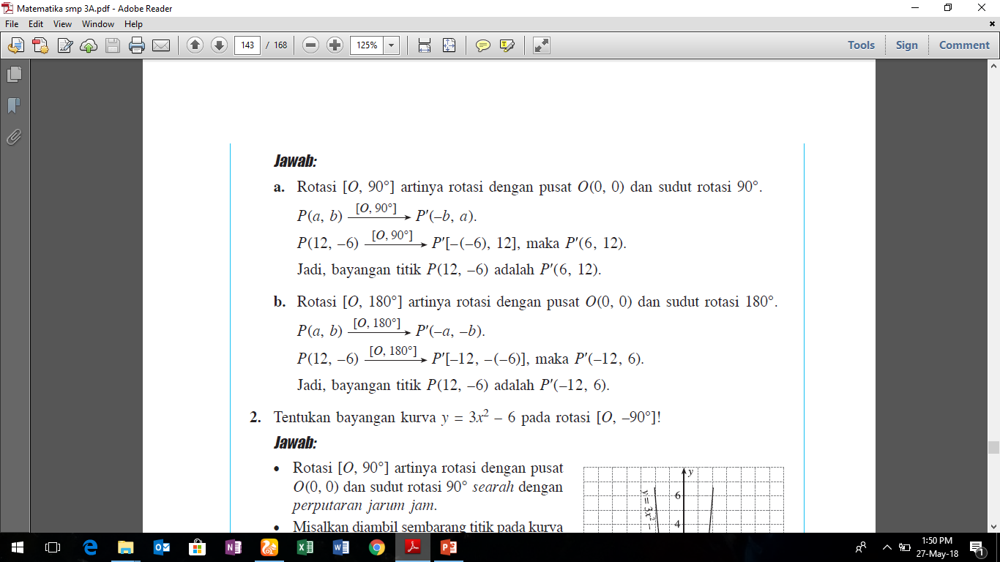 Matematika smp 3A.pdf - Adobe Reader
File Edit View Window Help
143 / 168 125% Tools Sign Comment
Jawab:
a. Rotasi [O, 90°] artinya rotasi dengan pusat O(0, 0) dan sudut rotasi 90°.
P(a, b) [O, 90°] → P′(–b, a).
P(12, –6) [O, 90°] → P′[–(–6), 12], maka P′(6, 12).
Jadi, bayangan titik P(12, –6) adalah P′(6, 12).
b. Rotasi [O, 180°] artinya rotasi dengan pusat O(0, 0) dan sudut rotasi 180°.
P(a, b) [O, 180°] → P′(–a, –b).
P(12, –6) [O, 180°] → P′[–12, –(–6)], maka P′(–12, 6).
Jadi, bayangan titik P(12, –6) adalah P′(–12, 6).
2. Tentukan bayangan kurva y = 3x² – 6 pada rotasi [O, –90°]!
Jawab:
• Rotasi [O, 90°] artinya rotasi dengan pusat
O(0, 0) dan sudut rotasi 90° searah dengan
perputaran jarum jam.
• Misalkan diambil sembarang titik pada kurva
y
6
4
y = 3x² –
1:50 PM
27-May-18
1